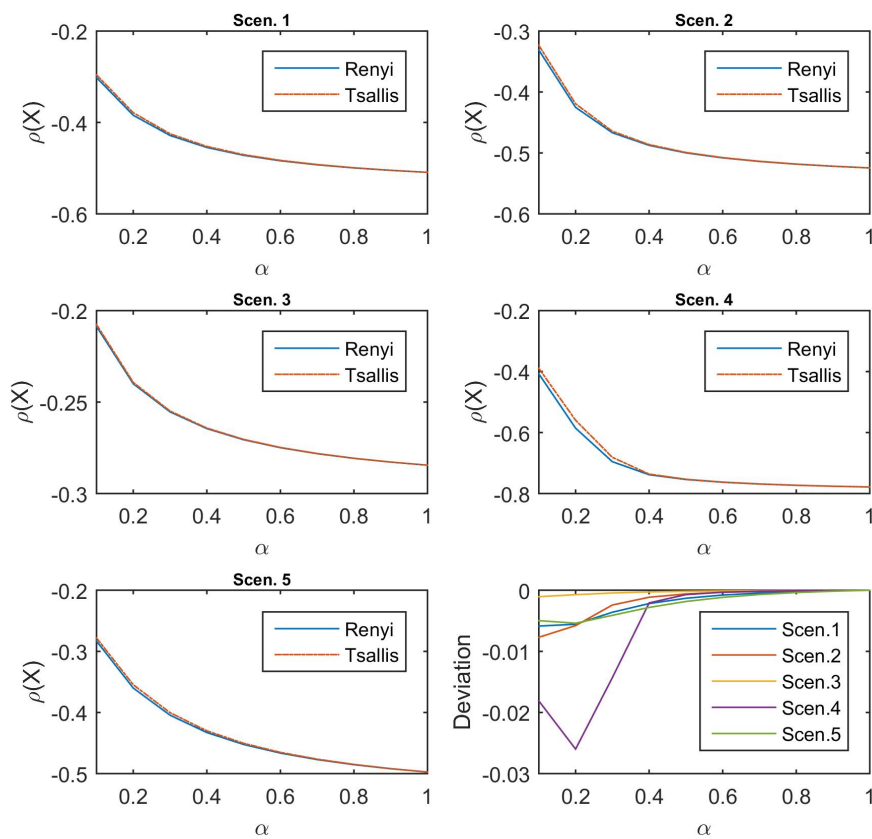 Scen. 1
-0.2
-0.4
-0.6
ρ(X)
Renyi
Tsallis
0.2 0.4 0.6 0.8 1
α
Scen. 2
-0.3
-0.4
-0.5
-0.6
ρ(X)
Renyi
Tsallis
0.2 0.4 0.6 0.8 1
α
Scen. 3
-0.2
-0.25
-0.3
ρ(X)
Renyi
Tsallis
0.2 0.4 0.6 0.8 1
α
Scen. 4
-0.2
-0.4
-0.6
-0.8
ρ(X)
Renyi
Tsallis
0.2 0.4 0.6 0.8 1
α
Scen. 5
-0.2
-0.3
-0.4
-0.5
ρ(X)
Renyi
Tsallis
0.2 0.4 0.6 0.8 1
α
0
-0.01
-0.02
-0.03
Deviation
Scen.1
Scen.2
Scen.3
Scen.4
Scen.5
0.2 0.4 0.6 0.8 1
α